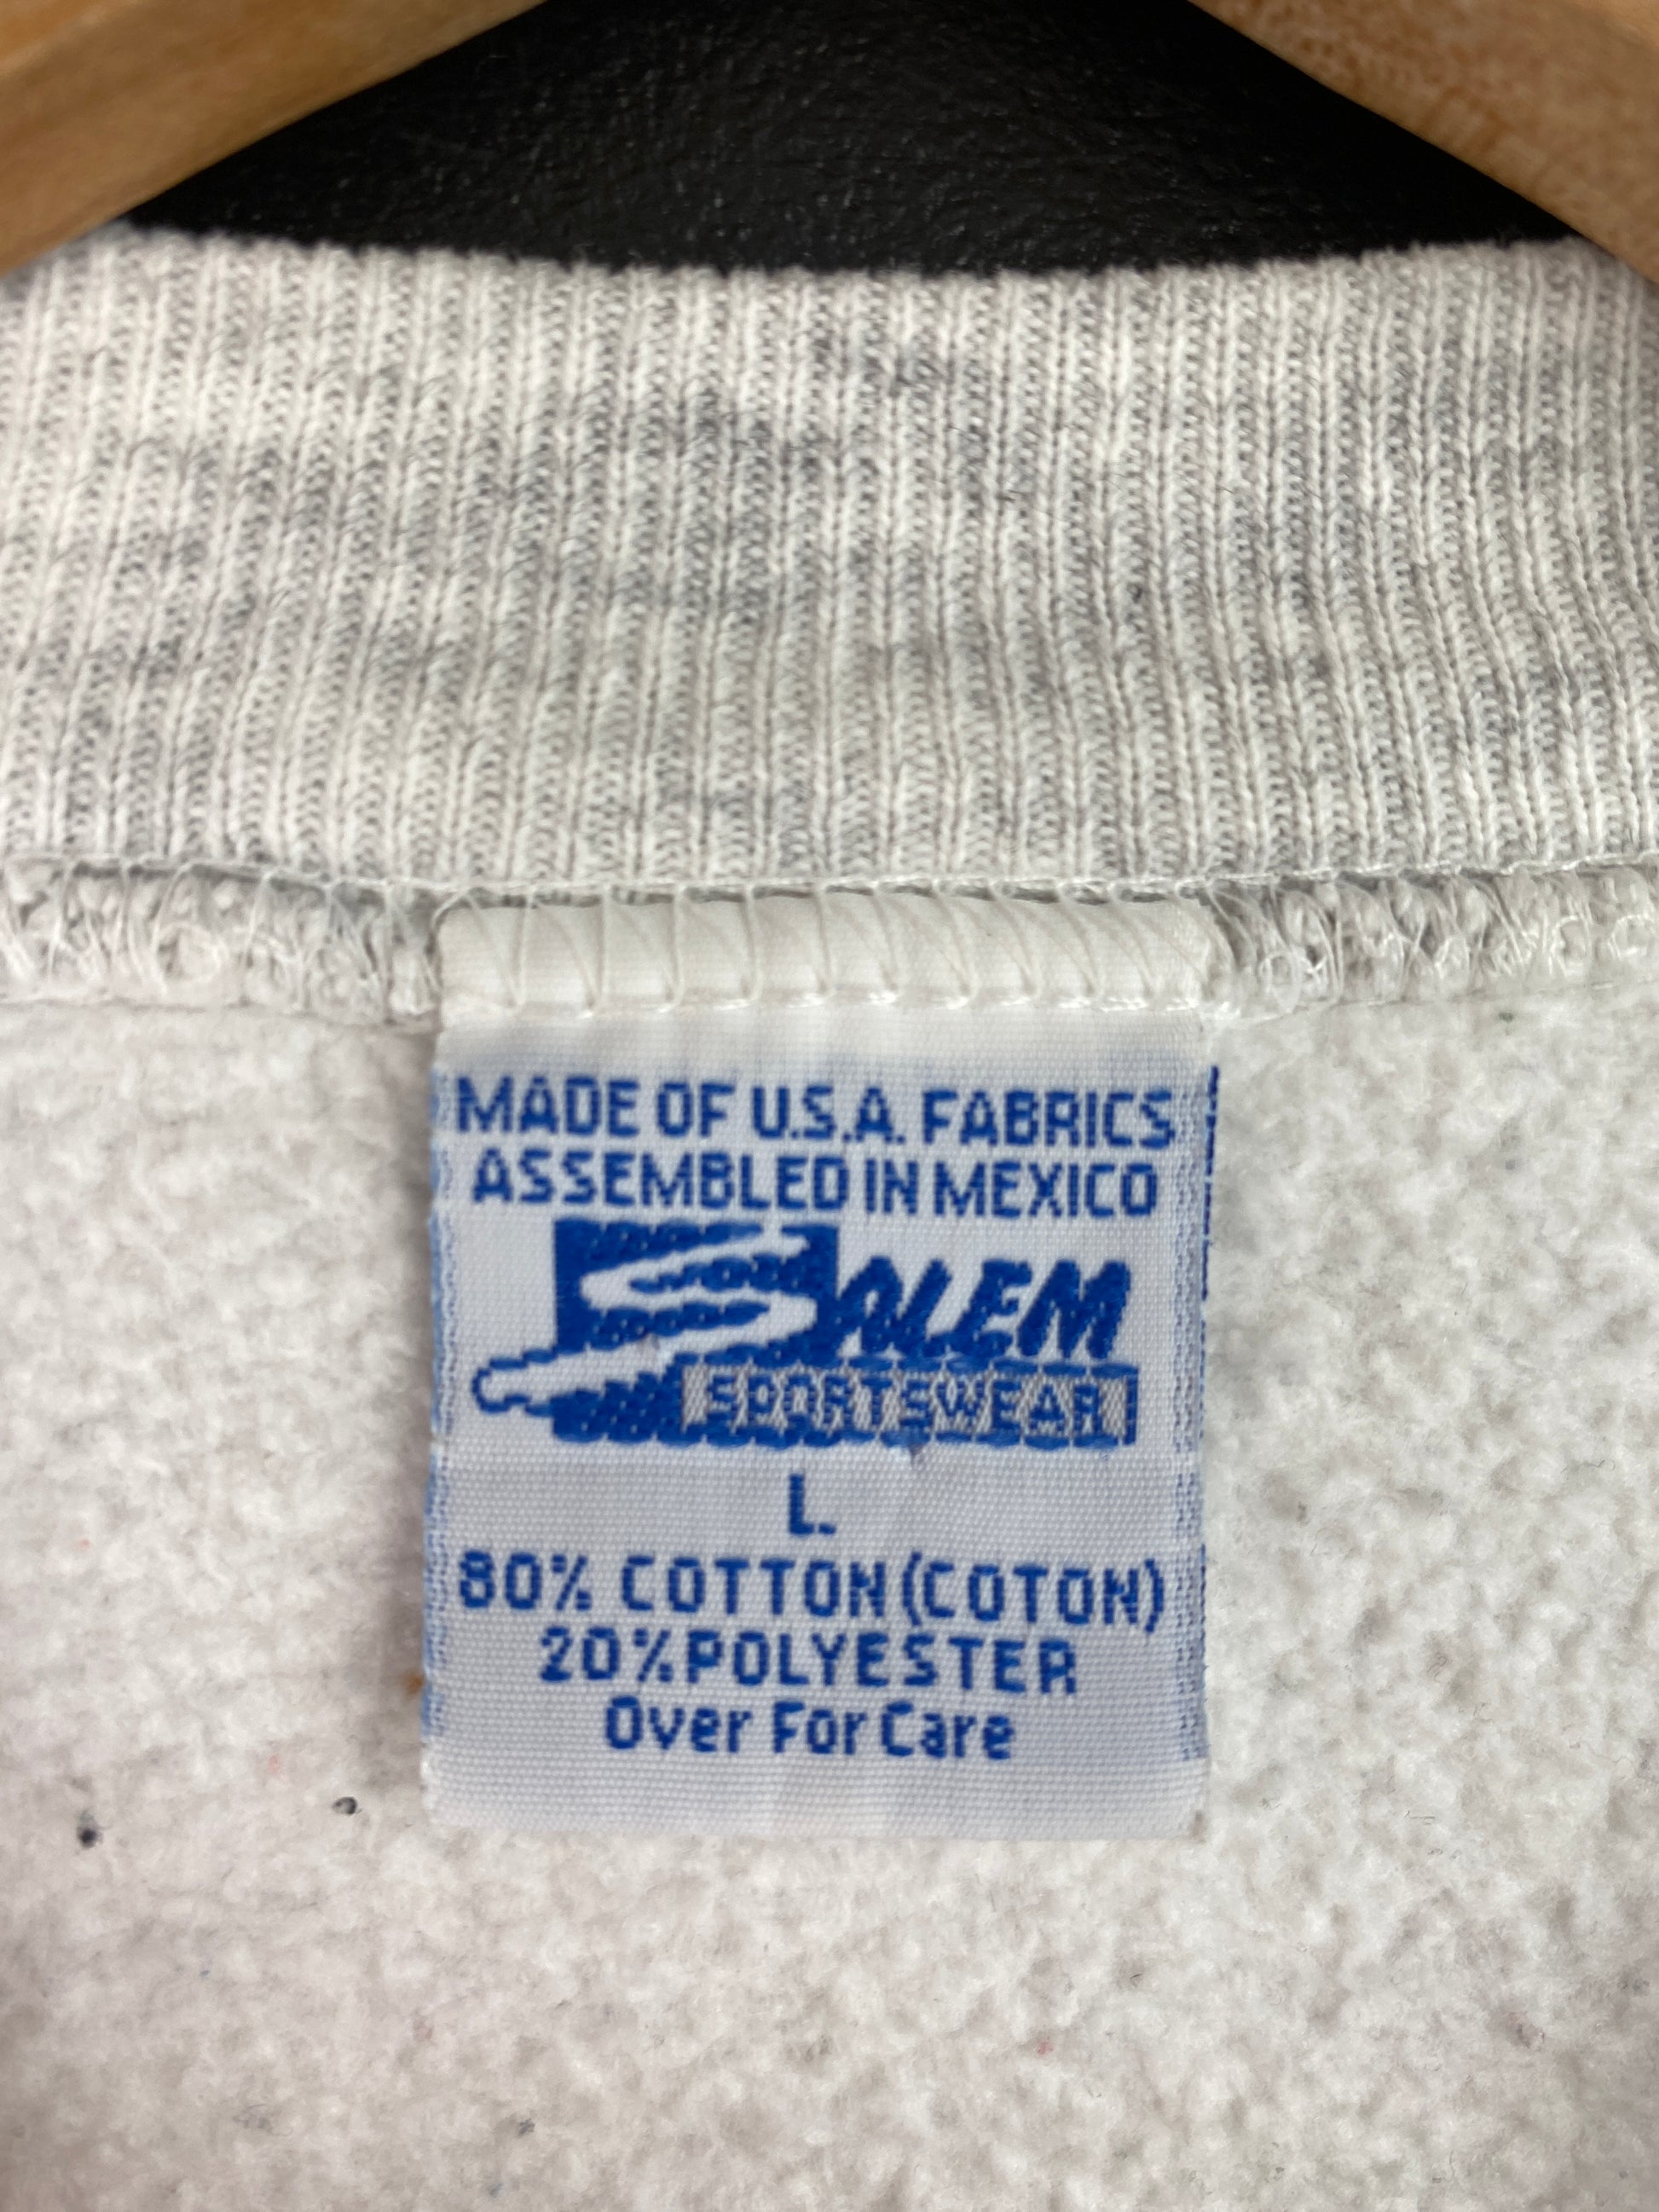 MADE OF U.S.A. FABRICS
ASSEMBLED IN MEXICO
SALEM
SPORTSWEAR
L.
80% COTTON (COTON)
20% POLYESTER
Over For Care